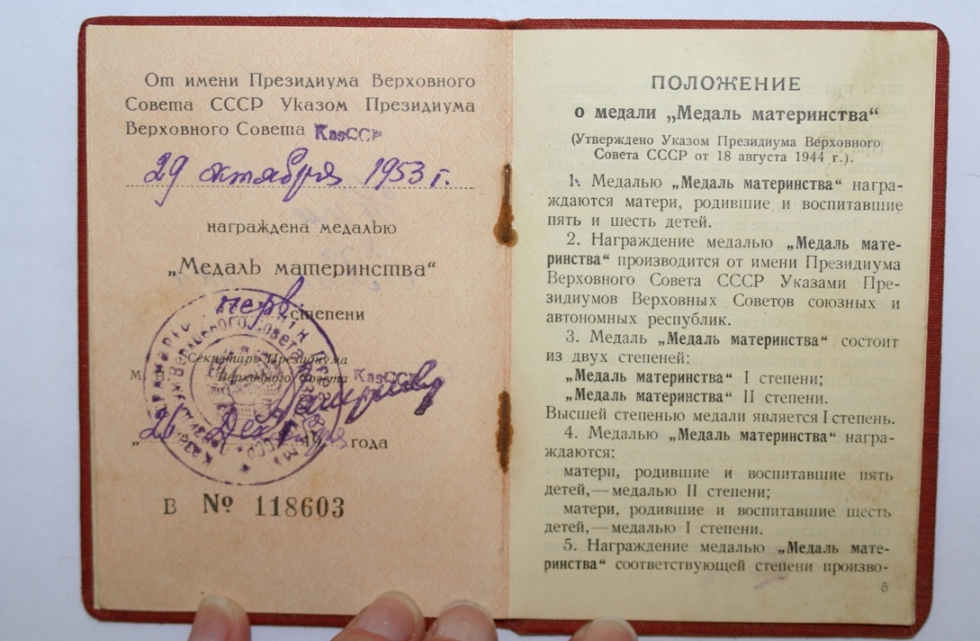 От имени Президиума Верховного
Совета СССР Указом Президиума
Верховного Совета КазССР
29 октября 1953 г.
награждена медалью
„Медаль материнства“
перв. степени
Секретарь Президиума
М.
Верховного Совета КазССР
„26 Декабря 19 года
В № 118603
ПОЛОЖЕНИЕ
о медали „Медаль материнства“
(Утверждено Указом Президиума Верховного
Совета СССР от 18 августа 1944 г.).
1. Медалью „Медаль материнства“ награ-
ждаются матери, родившие и воспитавшие
пять и шесть детей.
2. Награждение медалью „Медаль мате-
ринства“ производится от имени Президиума
Верховного Совета СССР Указами Пре-
зидиумов Верховных Советов союзных и
автономных республик.
3. Медаль „Медаль материнства“ состоит
из двух степеней:
„Медаль материнства“ I степени;
„Медаль материнства“ II степени.
Высшей степенью медали является I степень.
4. Медалью „Медаль материнства“ награ-
ждаются:
матери, родившие и воспитавшие пять
детей,—медалью II степени;
матери, родившие и воспитавшие шесть
детей,—медалью I степени.
5. Награждение медалью „Медаль мате-
ринства“ соответствующей степени произво-
5